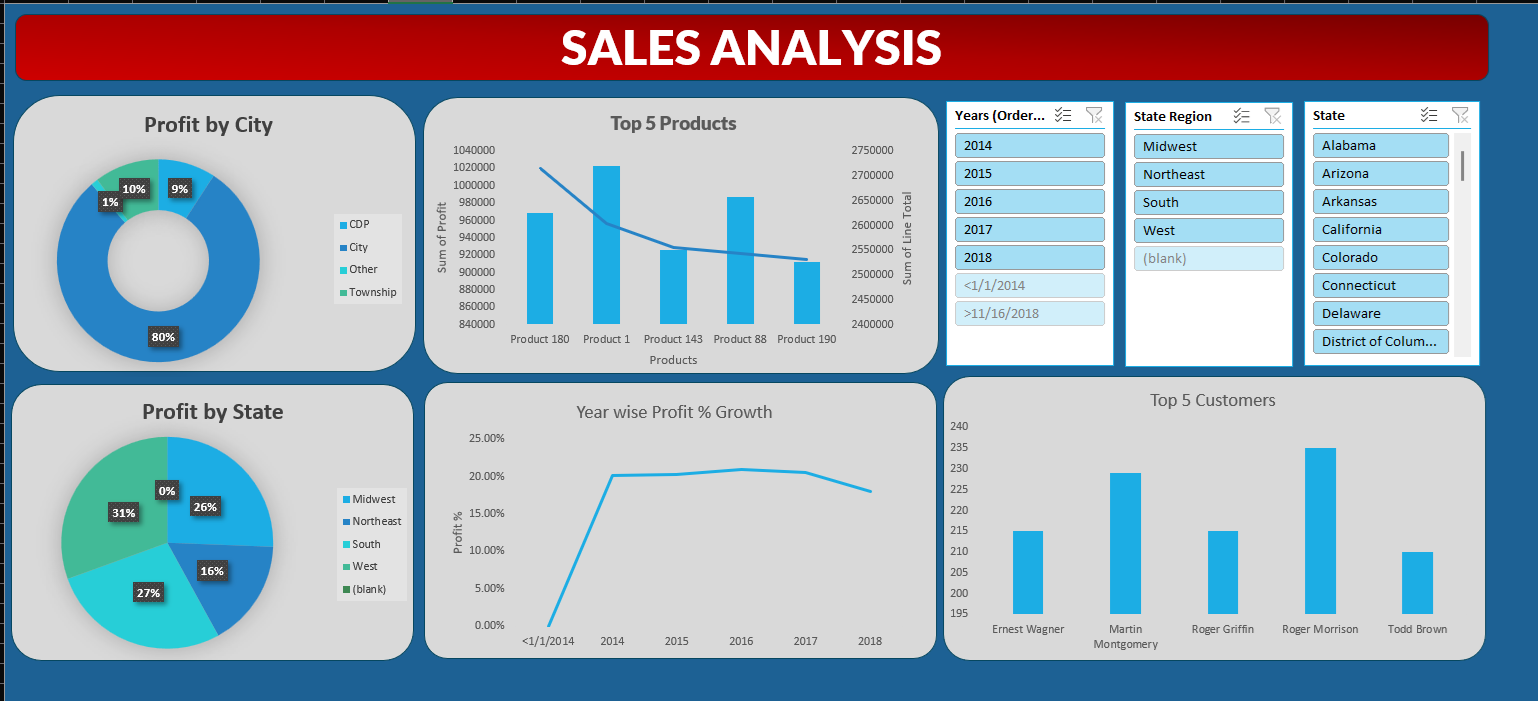 SALES ANALYSIS
Profit by City
10%
9%
1%
80%
CDP
City
Other
Township
Top 5 Products
1040000
1020000
1000000
980000
960000
940000
920000
900000
880000
860000
840000
Sum of Profit
2750000
2700000
2650000
2600000
2550000
2500000
2450000
2400000
Sum of Line Total
Product 180
Product 1
Product 143
Product 88
Product 190
Products
Years (Order...
2014
2015
2016
2017
2018
<1/1/2014
>11/16/2018
State Region
Midwest
Northeast
South
West
(blank)
State
Alabama
Arizona
Arkansas
California
Colorado
Connecticut
Delaware
District of Colum...
Profit by State
0%
26%
31%
16%
27%
Midwest
Northeast
South
West
(blank)
Year wise Profit % Growth
25.00%
20.00%
15.00%
10.00%
5.00%
0.00%
Profit %
<1/1/2014
2014
2015
2016
2017
2018
Top 5 Customers
240
235
230
225
220
215
210
205
200
195
Ernest Wagner
Martin
Montgomery
Roger Griffin
Roger Morrison
Todd Brown